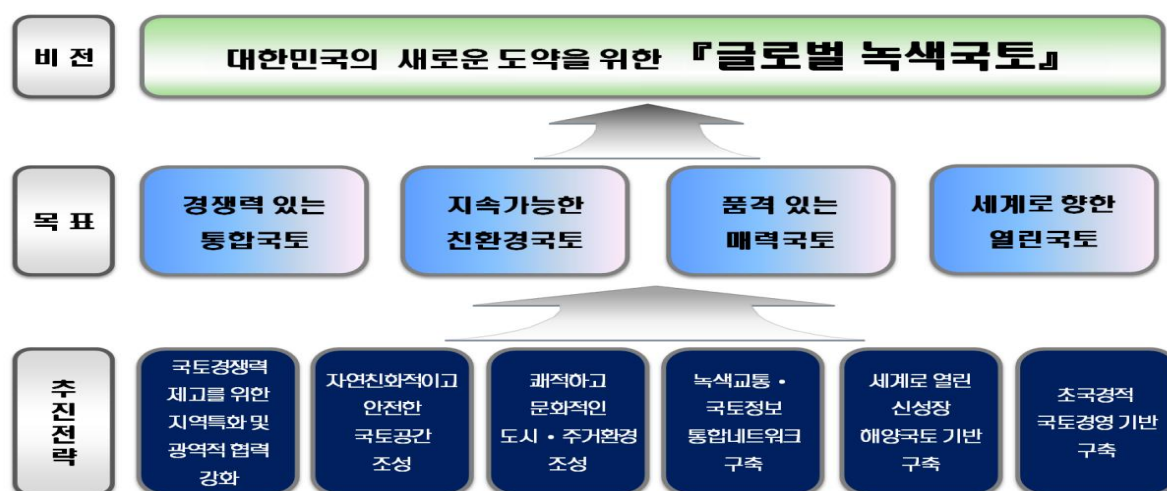 비 전
대한민국의 새로운 도약을 위한 『글로벌 녹색국토』
목 표
경쟁력 있는
통합국토
지속가능한
친환경국토
품격 있는
매력국토
세계로 향한
열린국토
추진전략
국토경쟁력
제고를 위한
지역특화 및
광역적 협력
강화
자연친화적이고
안전한
국토공간
조성
쾌적하고
문화적인
도시 • 주거환경
조성
녹색교통 •
국토정보
통합네트워크
구축
세계로 열린
신성장
해양국토 기반
구축
초국경적
국토경영 기반
구축